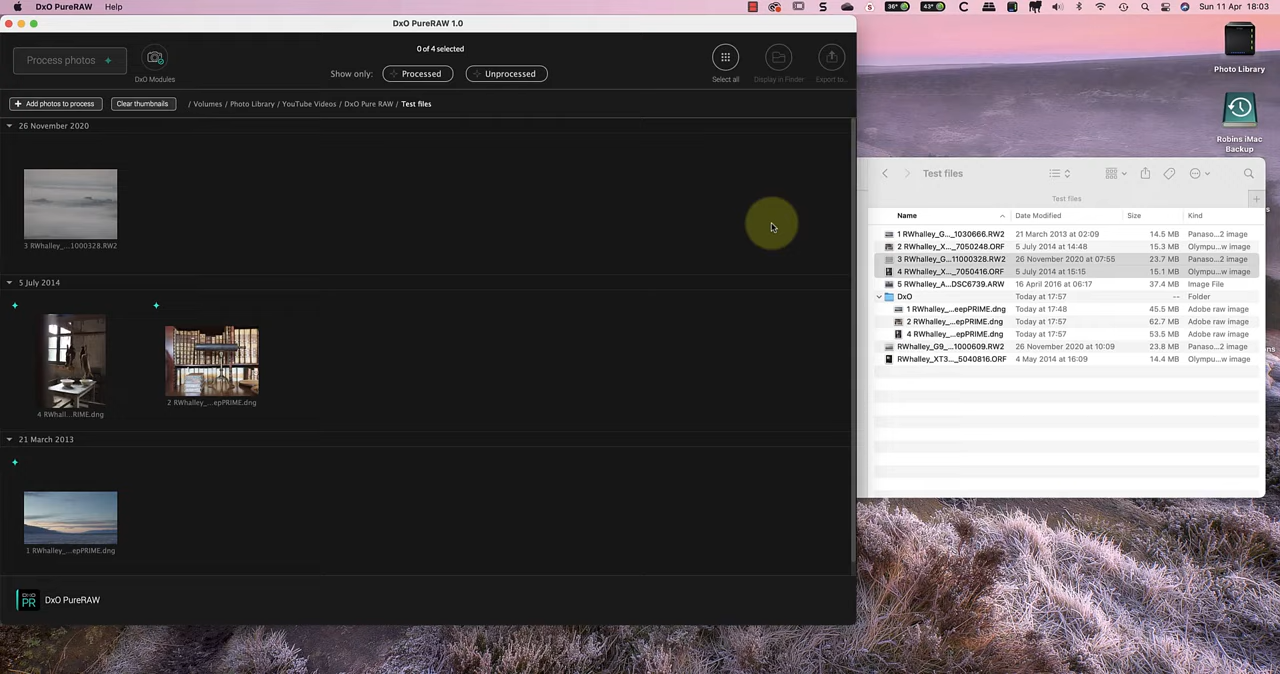 DxO PureRAW Help
36° 43° Sun 11 Apr 18:03
DxO PureRAW 1.0
0 of 4 selected
Process photos +
DxO Modules
Show only: Processed Unprocessed
Select all Display in Finder Export to...
+ Add photos to process Clear thumbnails / Volumes / Photo Library / YouTube Videos / DxO Pure RAW / Test files
26 November 2020
3 RWhalley_...1000328.RW2
5 July 2014
4 RWhall...RIME.dng
2 RWhalley_...epPRIME.dng
21 March 2013
1 RWhalley_...epPRIME.dng
DxO PR DxO PureRAW
Photo Library
Robins iMac
Backup
Test files
Test files
Name Date Modified Size Kind
1 RWhalley_G..._1030666.RW2 21 March 2013 at 02:09 14.5 MB Panaso...2 image
2 RWhalley_X..._7050248.ORF 5 July 2014 at 14:48 15.3 MB Olympu...w image
3 RWhalley_G...11000328.RW2 26 November 2020 at 07:55 23.7 MB Panaso...2 image
4 RWhalley_X..._7050416.ORF 5 July 2014 at 15:15 15.1 MB Olympu...w image
5 RWhalley_A...DSC6739.ARW 16 April 2016 at 06:17 37.4 MB Image File
DxO Today at 17:57 -- Folder
1 RWhalley_...eepPRIME.dng Today at 17:48 45.5 MB Adobe raw image
2 RWhalley_...epPRIME.dng Today at 17:57 62.7 MB Adobe raw image
4 RWhalley_...epPRIME.dng Today at 17:57 53.5 MB Adobe raw image
RWhalley_G9_...1000609.RW2 26 November 2020 at 10:09 23.8 MB Panaso...2 image
RWhalley_XT3..._5040816.ORF 4 May 2014 at 16:09 14.4 MB Olympu...w image